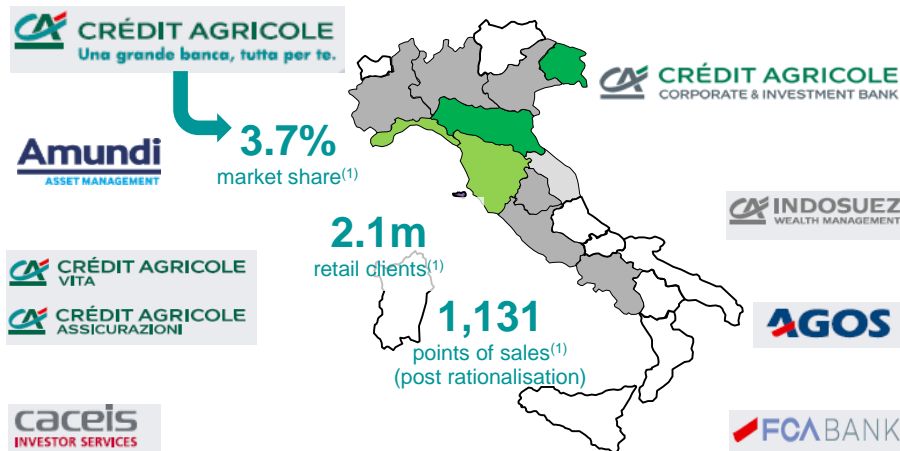 CRÉDIT AGRICOLE
Una grande banca, tutta per te.
CRÉDIT AGRICOLE
CORPORATE & INVESTMENT BANK
3.7%
market share(1)
Amundi
ASSET MANAGEMENT
INDOSUEZ
WEALTH MANAGEMENT
2.1m
retail clients(1)
CRÉDIT AGRICOLE
VITA
CRÉDIT AGRICOLE
ASSICURAZIONI
1,131
points of sales(1)
(post rationalisation)
AGOS
caceis
INVESTOR SERVICES
FCA BANK